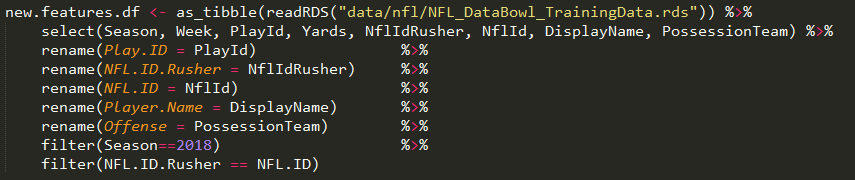 new.features.df <- as_tibble(readRDS("data/nfl/NFL_DataBowl_TrainingData.rds")) %>%
    select(Season, Week, PlayId, Yards, NflIdRusher, NflId, DisplayName, PossessionTeam) %>%
    rename(Play.ID = PlayId)                %>%
    rename(NFL.ID.Rusher = NflIdRusher)     %>%
    rename(NFL.ID = NflId)                  %>%
    rename(Player.Name = DisplayName)       %>%
    rename(Offense = PossessionTeam)        %>%
    filter(Season==2018)                    %>%
    filter(NFL.ID.Rusher == NFL.ID)